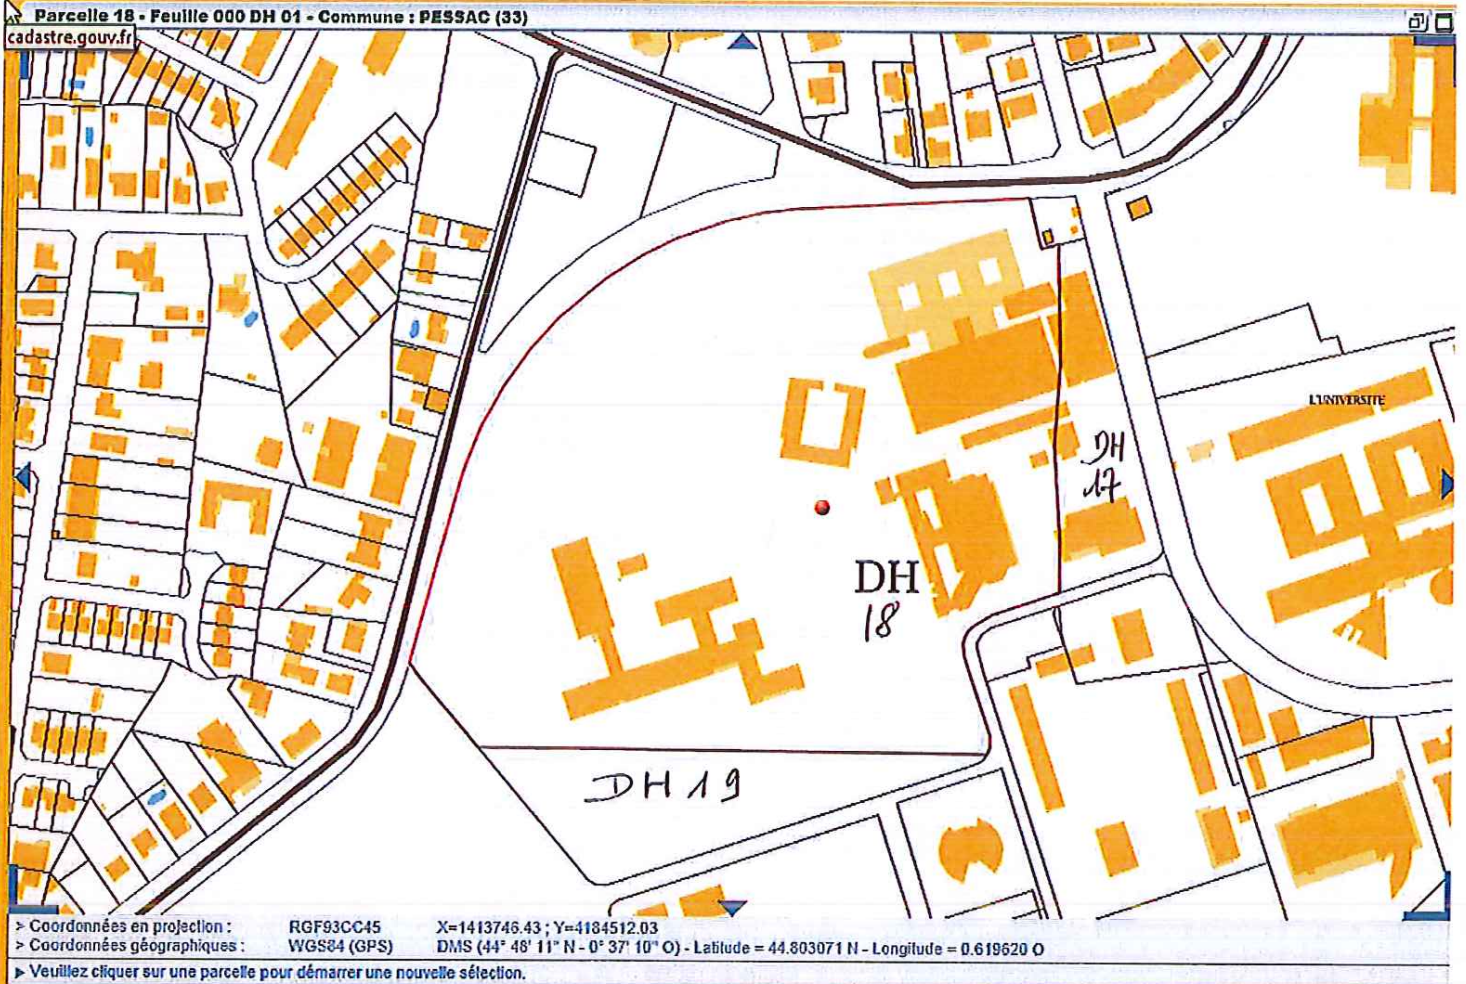 Parcelle 18 - Feuille 000 DH 01 - Commune : PESSAC (33)
cadastre.gouv.fr
L'UNIVERSITE
DH
17
DH
18
DH 19
> Coordonnées en projection : RGF93CC45 X=1413746.43 ; Y=4184512.03
> Coordonnées géographiques : WGS84 (GPS) DMS (44° 48' 11" N - 0° 37' 10" O) - Latitude = 44.803071 N - Longitude = 0.619620 O
▶ Veuillez cliquer sur une parcelle pour démarrer une nouvelle sélection.